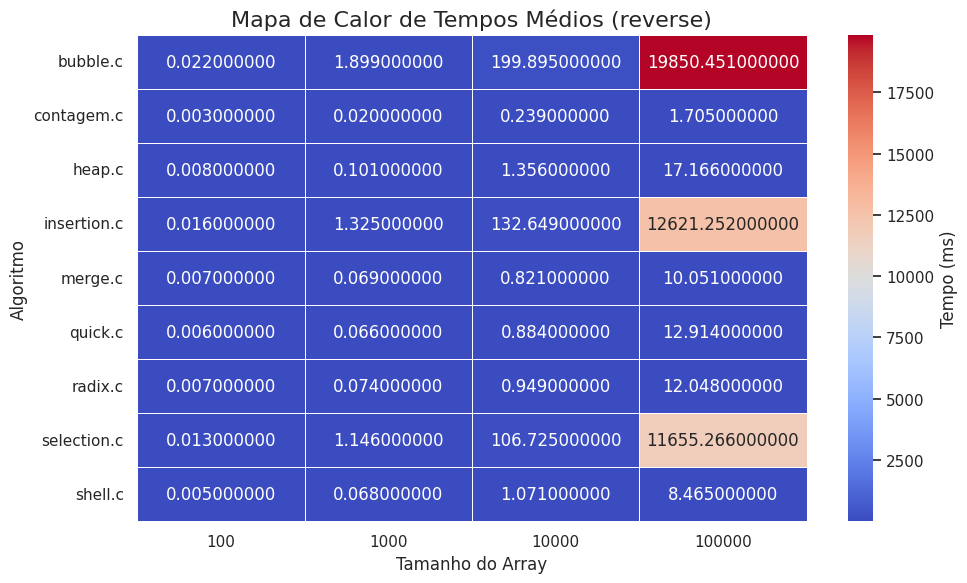 Mapa de Calor de Tempos Médios (reverse)
Algoritmo
bubble.c 0.022000000 1.899000000 199.895000000 19850.451000000
contagem.c 0.003000000 0.020000000 0.239000000 1.705000000
heap.c 0.008000000 0.101000000 1.356000000 17.166000000
insertion.c 0.016000000 1.325000000 132.649000000 12621.252000000
merge.c 0.007000000 0.069000000 0.821000000 10.051000000
quick.c 0.006000000 0.066000000 0.884000000 12.914000000
radix.c 0.007000000 0.074000000 0.949000000 12.048000000
selection.c 0.013000000 1.146000000 106.725000000 11655.266000000
shell.c 0.005000000 0.068000000 1.071000000 8.465000000
100 1000 10000 100000
Tamanho do Array
17500
15000
12500
10000
7500
5000
2500
Tempo (ms)